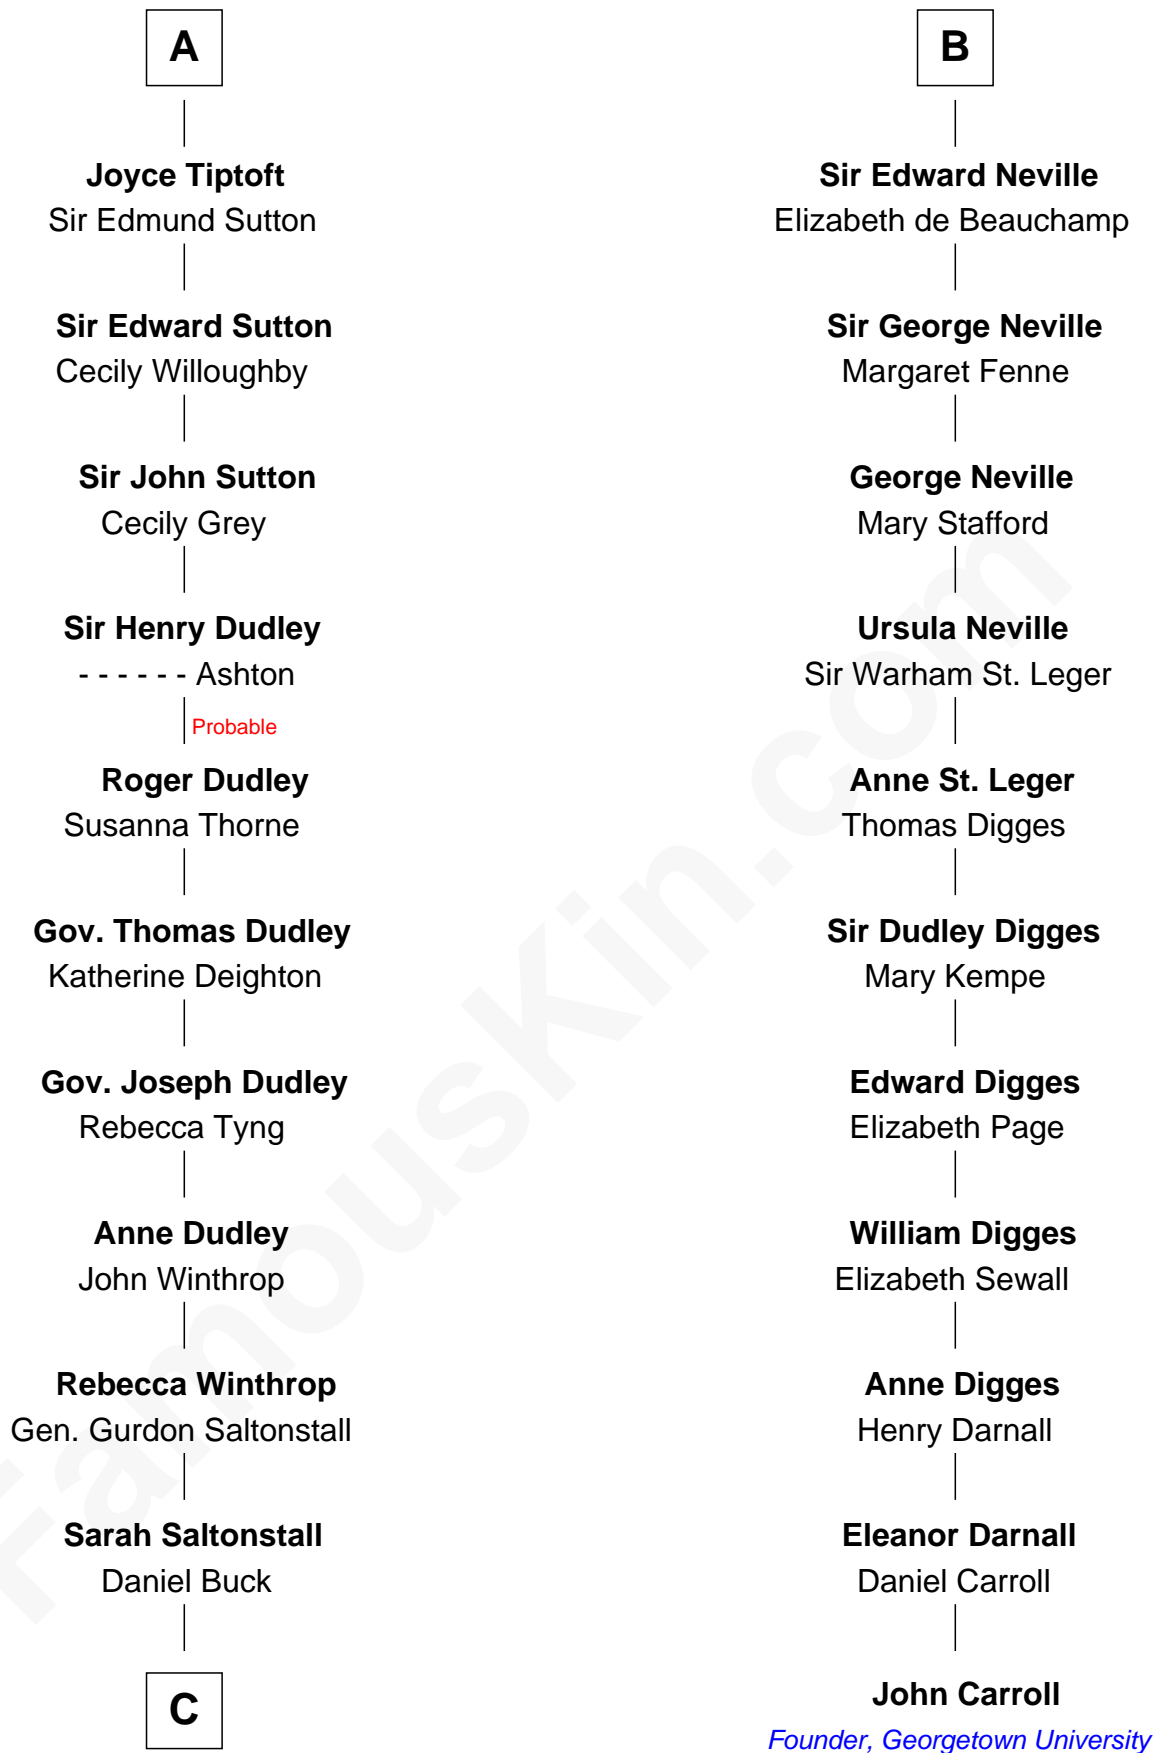 A
Joyce Tiptoft
Sir Edmund Sutton
Sir Edward Sutton
Cecily Willoughby
Sir John Sutton
Cecily Grey
Sir Henry Dudley
- - - - - - Ashton
Probable
Roger Dudley
Susanna Thorne
Gov. Thomas Dudley
Katherine Deighton
Gov. Joseph Dudley
Rebecca Tyng
Anne Dudley
John Winthrop
Rebecca Winthrop
Gen. Gurdon Saltonstall
Sarah Saltonstall
Daniel Buck
C
B
Sir Edward Neville
Elizabeth de Beauchamp
Sir George Neville
Margaret Fenne
George Neville
Mary Stafford
Ursula Neville
Sir Warham St. Leger
Anne St. Leger
Thomas Digges
Sir Dudley Digges
Mary Kempe
Edward Digges
Elizabeth Page
William Digges
Elizabeth Sewall
Anne Digges
Henry Darnall
Eleanor Darnall
Daniel Carroll
John Carroll
Founder, Georgetown University
FamousKin.com